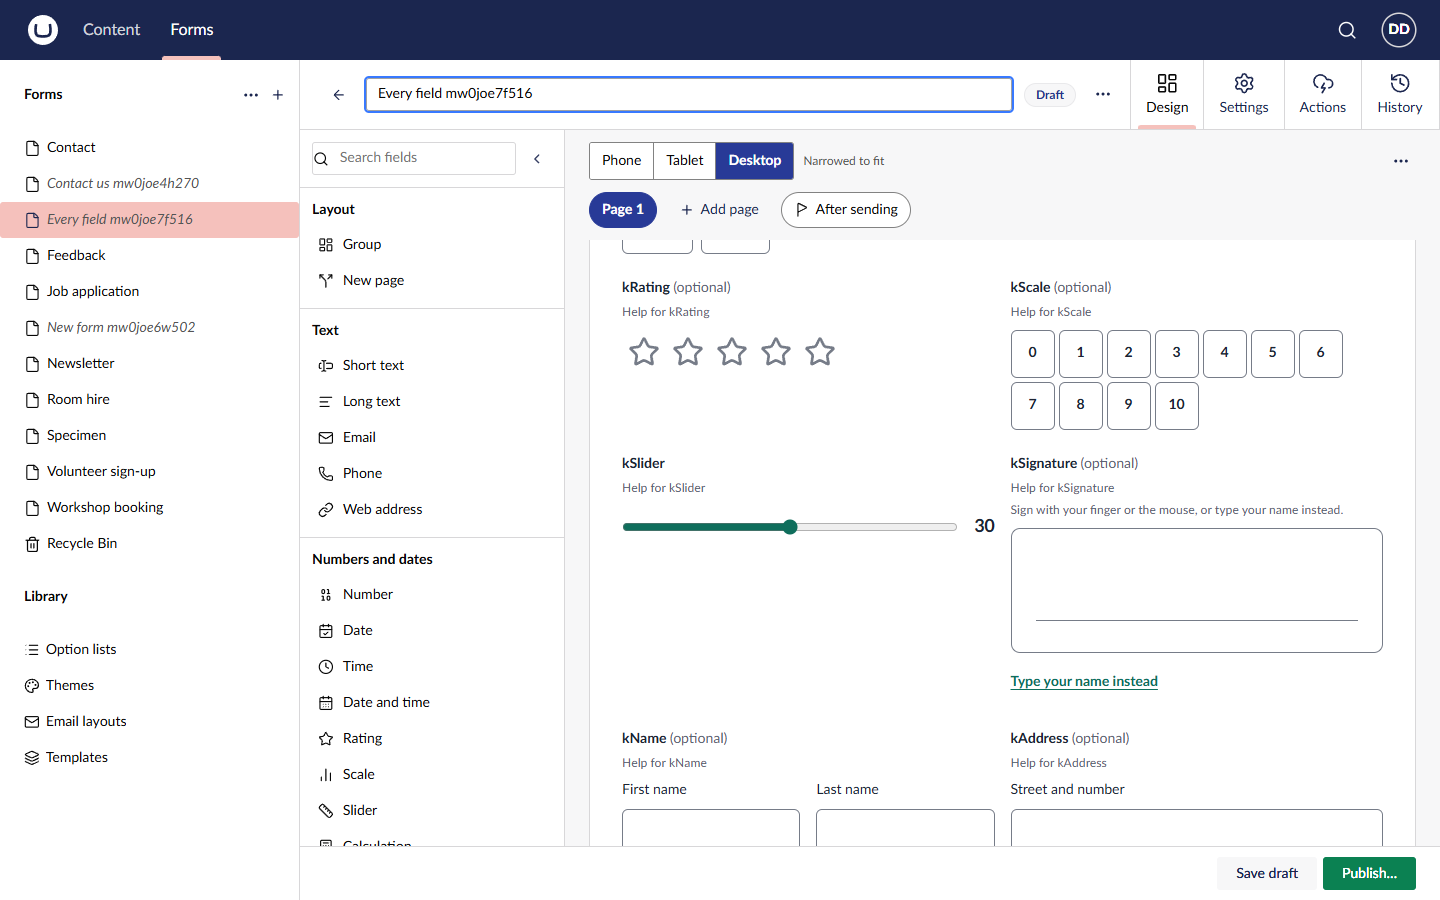 Content
Forms
DD
Forms
Contact
Contact us mw0joe4h270
Every field mw0joe7f516
Feedback
Job application
New form mw0joe6w502
Newsletter
Room hire
Specimen
Volunteer sign-up
Workshop booking
Recycle Bin
Library
Option lists
Themes
Email layouts
Templates
Every field mw0joe7f516
Draft
Design
Settings
Actions
History
Search fields
Layout
Group
New page
Text
Short text
Long text
Email
Phone
Web address
Numbers and dates
Number
Date
Time
Date and time
Rating
Scale
Slider
Calculation
Phone
Tablet
Desktop
Narrowed to fit
Page 1
Add page
After sending
kRating (optional)
Help for kRating
kScale (optional)
Help for kScale
0 1 2 3 4 5 6
7 8 9 10
kSlider
Help for kSlider
30
kSignature (optional)
Help for kSignature
Sign with your finger or the mouse, or type your name instead.
Type your name instead
kName (optional)
Help for kName
First name
Last name
kAddress (optional)
Help for kAddress
Street and number
Save draft
Publish...